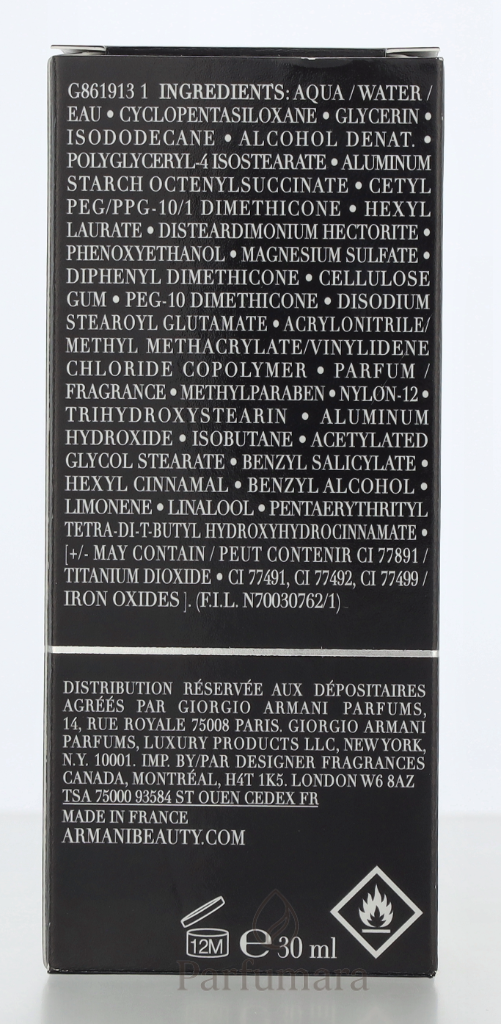 G861913 1 INGREDIENTS: AQUA / WATER /
EAU • CYCLOPENTASILOXANE • GLYCERIN •
ISODODECANE • ALCOHOL DENAT. •
POLYGLYCERYL-4 ISOSTEARATE • ALUMINUM
STARCH OCTENYLSUCCINATE • CETYL
PEG/PPG-10/1 DIMETHICONE • HEXYL
LAURATE • DISTEARDIMONIUM HECTORITE •
PHENOXYETHANOL • MAGNESIUM SULFATE •
DIPHENYL DIMETHICONE • CELLULOSE
GUM • PEG-10 DIMETHICONE • DISODIUM
STEAROYL GLUTAMATE • ACRYLONITRILE/
METHYL METHACRYLATE/VINYLIDENE
CHLORIDE COPOLYMER • PARFUM /
FRAGRANCE • METHYLPARABEN • NYLON-12 •
TRIHYDROXYSTEARIN • ALUMINUM
HYDROXIDE • ISOBUTANE • ACETYLATED
GLYCOL STEARATE • BENZYL SALICYLATE •
HEXYL CINNAMAL • BENZYL ALCOHOL •
LIMONENE • LINALOOL • PENTAERYTHRITYL
TETRA-DI-T-BUTYL HYDROXYHYDROCINNAMATE •
[+/- MAY CONTAIN / PEUT CONTENIR CI 77891 /
TITANIUM DIOXIDE • CI 77491, CI 77492, CI 77499 /
IRON OXIDES ]. (F.I.L. N70030762/1)
DISTRIBUTION RÉSERVÉE AUX DÉPOSITAIRES
AGRÉÉS PAR GIORGIO ARMANI PARFUMS,
14, RUE ROYALE 75008 PARIS. GIORGIO ARMANI
PARFUMS, LUXURY PRODUCTS LLC, NEW YORK,
N.Y. 10001. IMP. BY/PAR DESIGNER FRAGRANCES
CANADA, MONTRÉAL, H4T 1K5. LONDON W6 8AZ
TSA 75000 93584 ST OUEN CEDEX FR
MADE IN FRANCE
ARMANIBEAUTY.COM
12M ℮ 30 ml
Parfumara